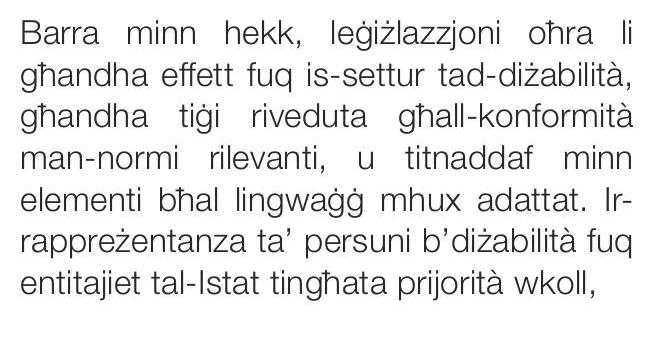 Barra minn hekk, leġiżlazzjoni oħra li
għandha effett fuq is-settur tad-diżabilità,
għandha tiġi riveduta għall-konformità
man-normi rilevanti, u titnaddaf minn
elementi bħal lingwaġġ mhux adattat. Ir-
rappreżentanza ta’ persuni b’diżabilità fuq
entitajiet tal-Istat tingħata prijorità wkoll,